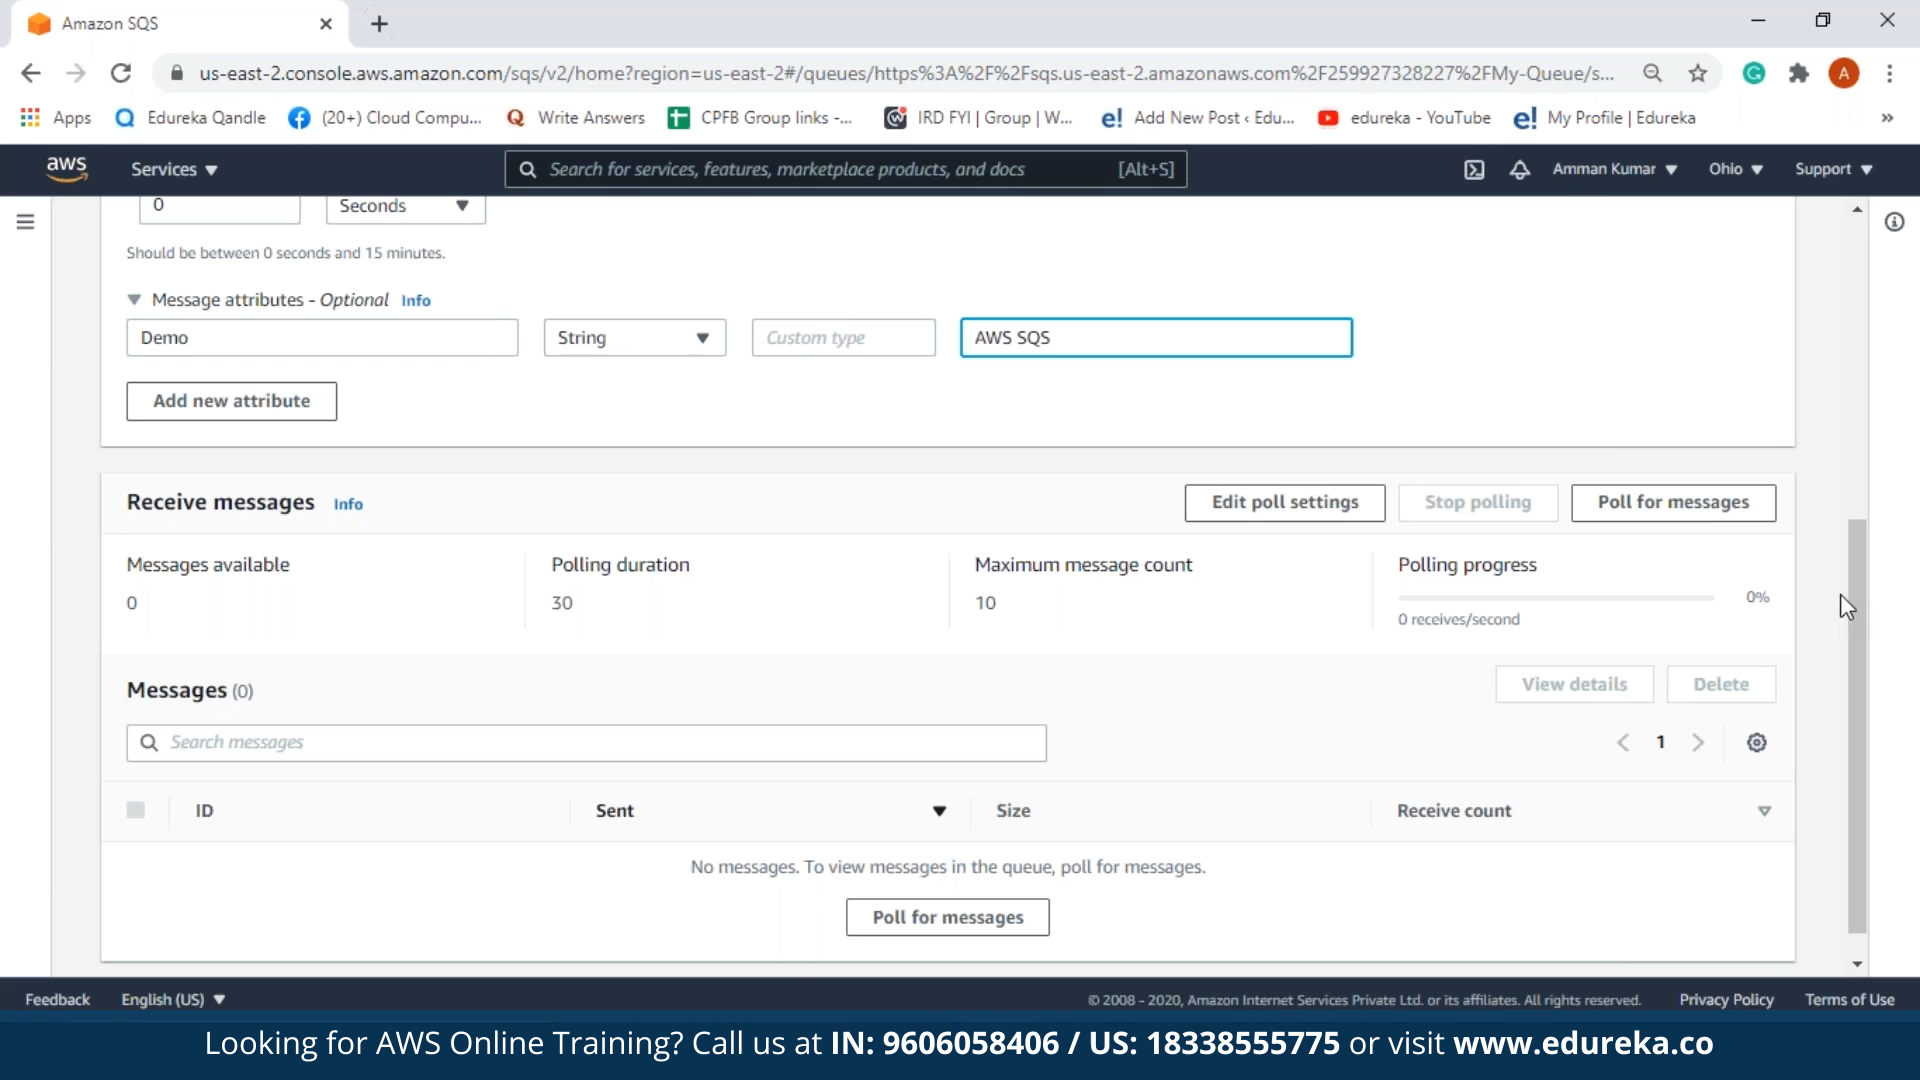 Amazon SQS
us-east-2.console.aws.amazon.com/sqs/v2/home?region=us-east-2#/queues/https%3A%2F%2Fsqs.us-east-2.amazonaws.com%2F259927328227%2FMy-Queue/s...
A
Apps Edureka Qandle (20+) Cloud Compu... Write Answers CPFB Group links -... IRD FYI | Group | W... Add New Post ‹ Edu... edureka - YouTube My Profile | Edureka
aws Services Search for services, features, marketplace products, and docs [Alt+S] Amman Kumar Ohio Support
0 Seconds
Should be between 0 seconds and 15 minutes.
Message attributes - Optional Info
Demo String Custom type AWS SQS
Add new attribute
Receive messages Info Edit poll settings Stop polling Poll for messages
Messages available Polling duration Maximum message count Polling progress
0 30 10 0%
0 receives/second
Messages (0) View details Delete
Search messages 1
ID Sent Size Receive count
No messages. To view messages in the queue, poll for messages.
Poll for messages
Feedback English (US) © 2008 - 2020, Amazon Internet Services Private Ltd. or its affiliates. All rights reserved. Privacy Policy Terms of Use
Looking for AWS Online Training? Call us at IN: 9606058406 / US: 18338555775 or visit www.edureka.co